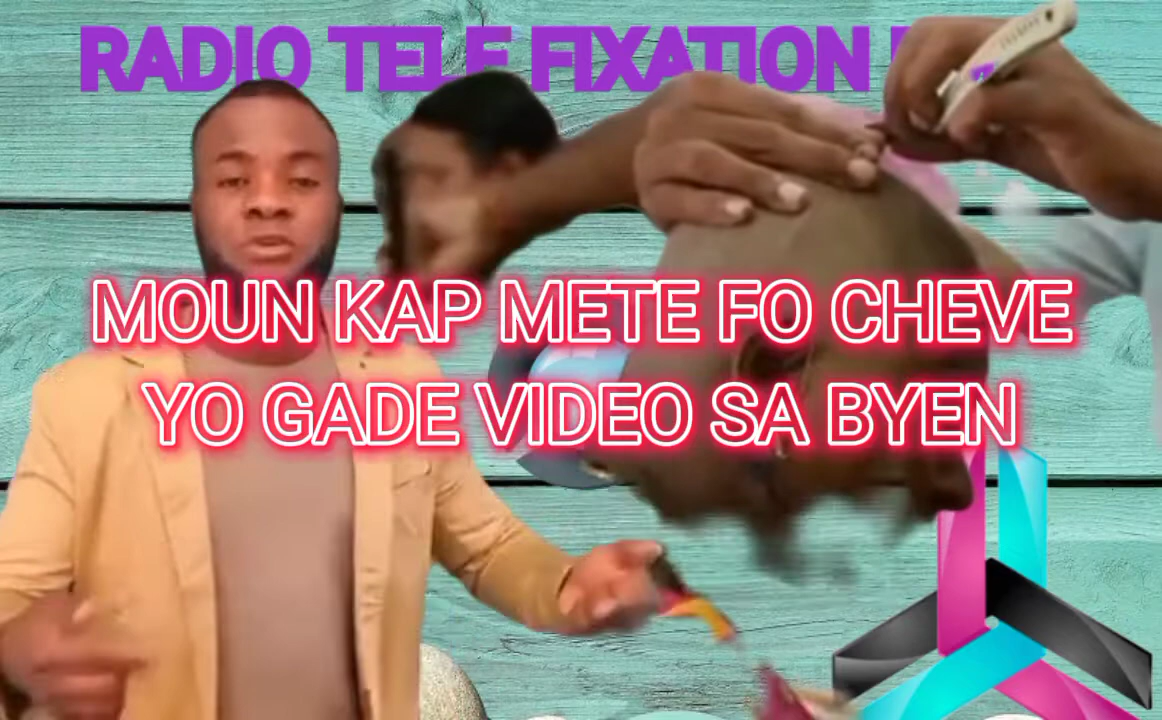 RADIO TELE FIXATION
MOUN KAP METE FO CHEVE
YO GADE VIDEO SA BYEN